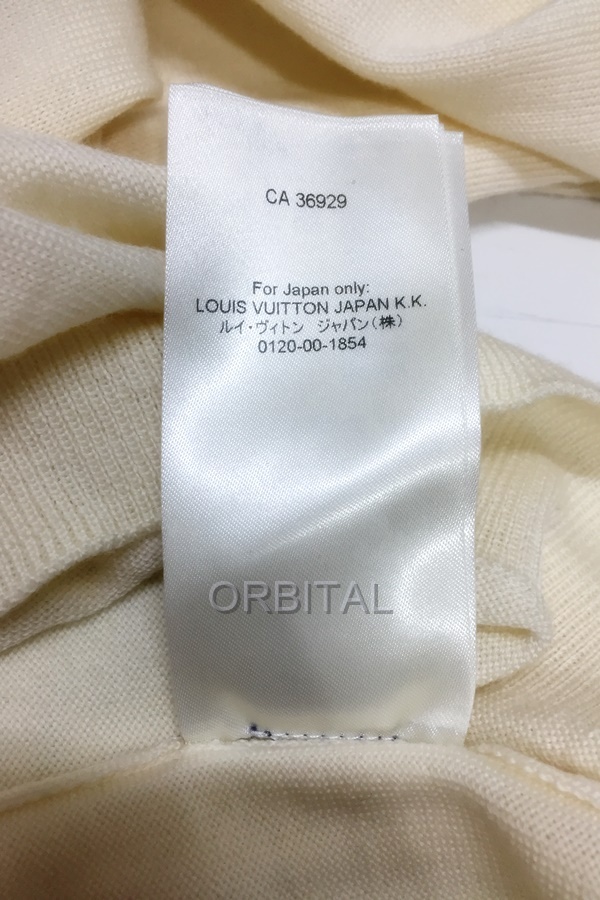 CA 36929
For Japan only:
LOUIS VUITTON JAPAN K.K.
ルイ・ヴィトン ジャパン(株)
0120-00-1854
ORBITAL